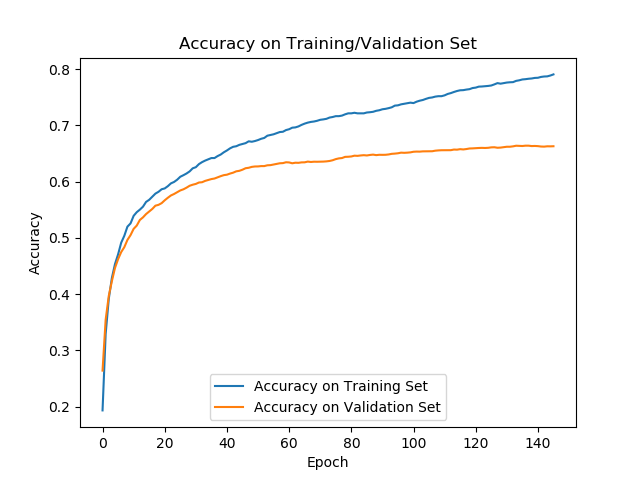 Accuracy on Training/Validation Set
0.8
0.7
0.6
0.5
0.4
0.3
0.2
Accuracy
Accuracy on Training Set
Accuracy on Validation Set
0 20 40 60 80 100 120 140
Epoch